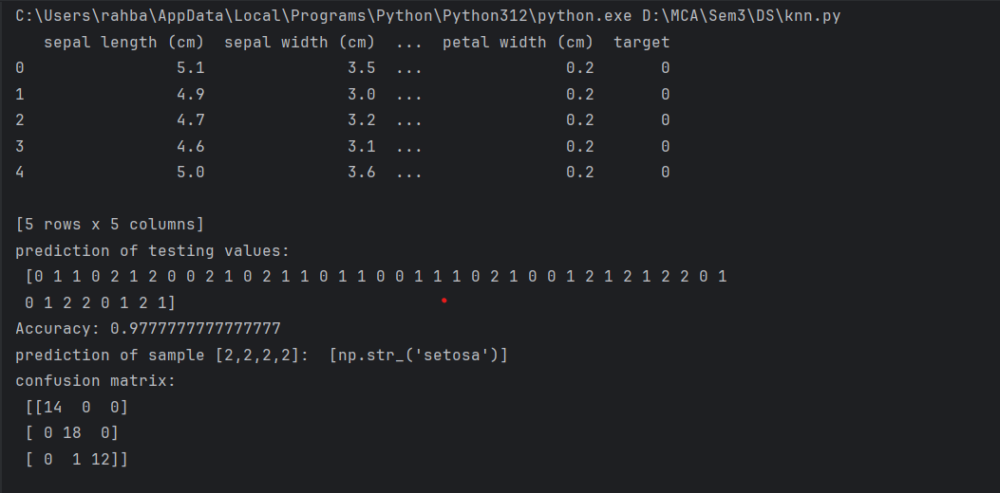 C:\Users\rahba\AppData\Local\Programs\Python\Python312\python.exe D:\MCA\Sem3\DS\knn.py
   sepal length (cm)  sepal width (cm)  ...  petal width (cm)  target
0                5.1               3.5  ...               0.2       0
1                4.9               3.0  ...               0.2       0
2                4.7               3.2  ...               0.2       0
3                4.6               3.1  ...               0.2       0
4                5.0               3.6  ...               0.2       0

[5 rows x 5 columns]
prediction of testing values:
 [0 1 1 0 2 1 2 0 0 2 1 0 2 1 1 0 1 1 0 0 1 1 1 0 2 1 0 0 1 2 1 2 1 2 2 0 1
 0 1 2 2 0 1 2 1]
Accuracy: 0.9777777777777777
prediction of sample [2,2,2,2]:  [np.str_('setosa')]
confusion matrix:
 [[14  0  0]
 [ 0 18  0]
 [ 0  1 12]]